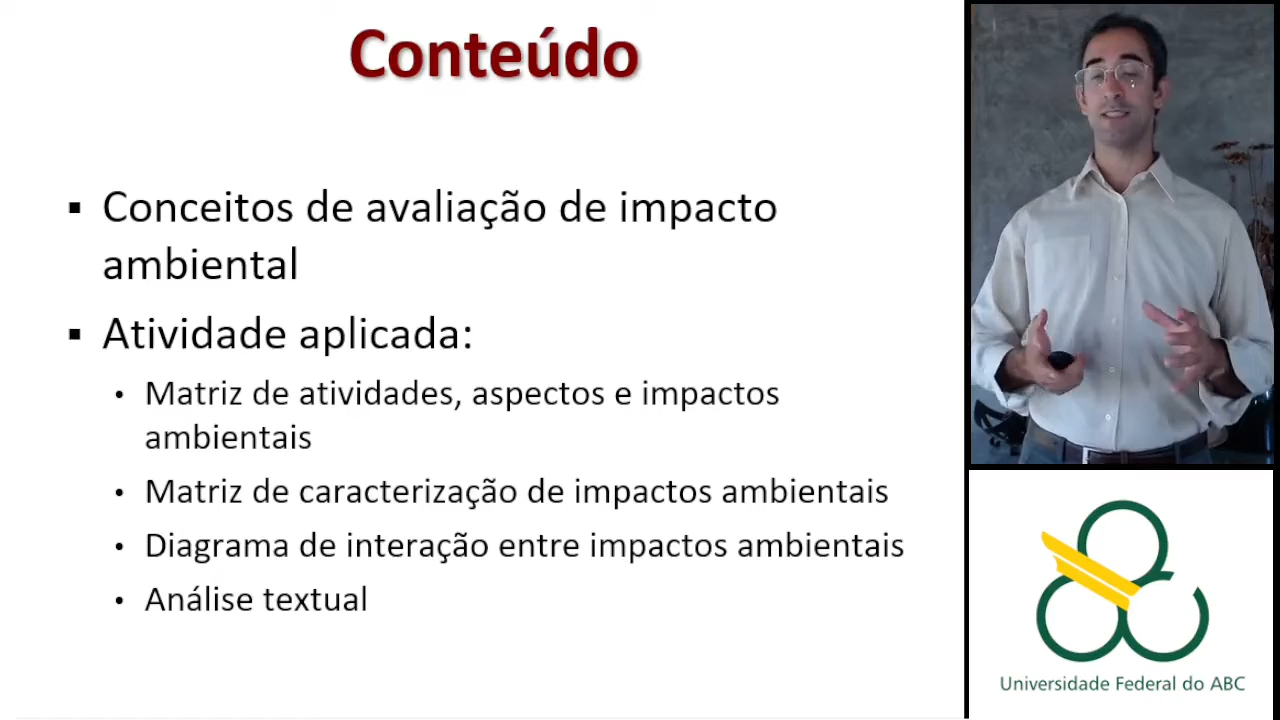 Conteúdo
▪ Conceitos de avaliação de impacto
ambiental
▪ Atividade aplicada:
• Matriz de atividades, aspectos e impactos
ambientais
• Matriz de caracterização de impactos ambientais
• Diagrama de interação entre impactos ambientais
• Análise textual
Universidade Federal do ABC